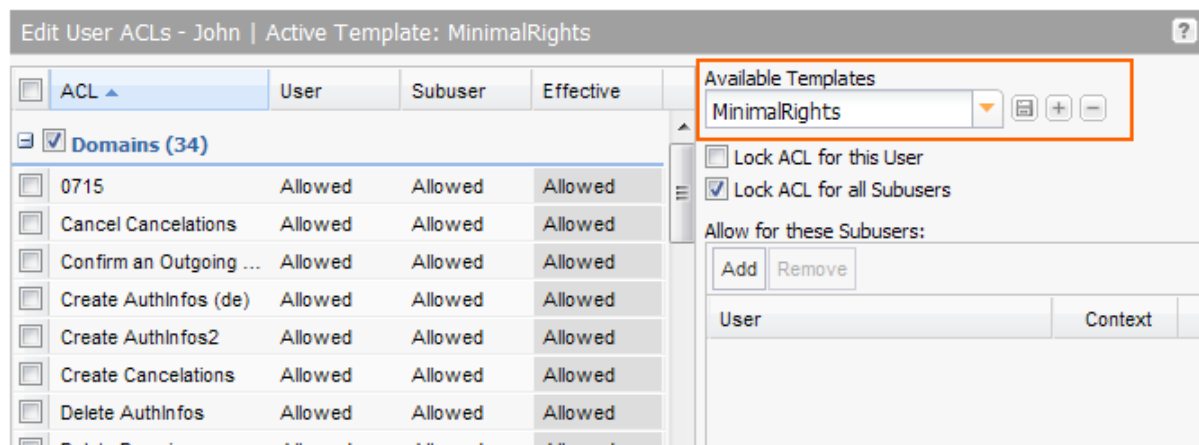 Edit User ACLs - John | Active Template: MinimalRights
?
ACL User Subuser Effective
Domains (34)
0715 Allowed Allowed Allowed
Cancel Cancelations Allowed Allowed Allowed
Confirm an Outgoing ... Allowed Allowed Allowed
Create AuthInfos (de) Allowed Allowed Allowed
Create AuthInfos2 Allowed Allowed Allowed
Create Cancelations Allowed Allowed Allowed
Delete AuthInfos Allowed Allowed Allowed
Available Templates
MinimalRights
Lock ACL for this User
Lock ACL for all Subusers
Allow for these Subusers:
Add Remove
User Context